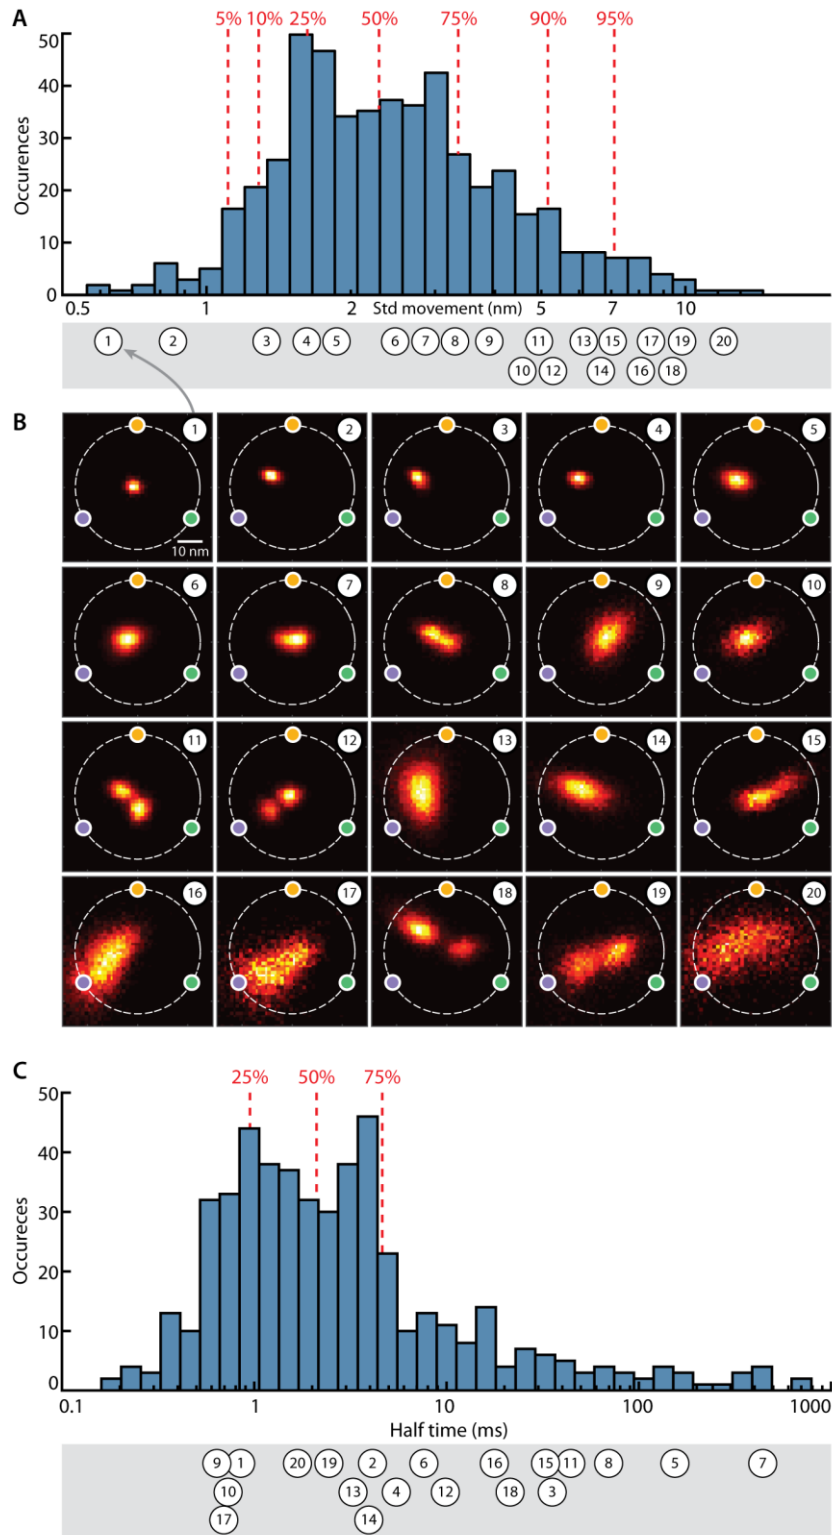 A
5% 10% 25% 50% 75% 90% 95%
50
40
30
20
10
0
Occurences
0.5 1 2 Std movement (nm) 5 7 10
1 2 3 4 5 6 7 8 9 11 13 15 17 19 20
10 12 14 16 18
B
1 2 3 4 5
10 nm
6 7 8 9 10
11 12 13 14 15
16 17 18 19 20
C
25% 50% 75%
50
40
30
20
10
0
Occureces
0.1 1 10 100 1000
Half time (ms)
9 1 20 19 2 6 16 15 11 8 5 7
10 13 4 12 18 3
17 14